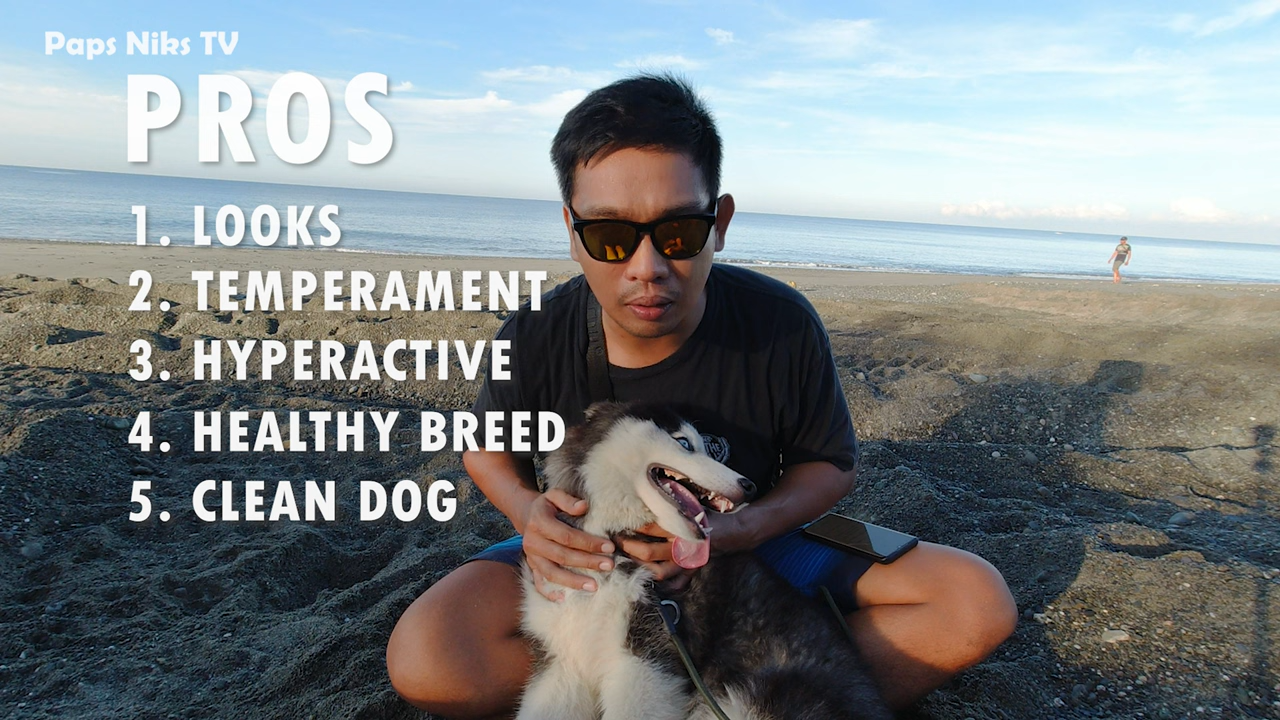 Paps Niks TV
PROS
1. LOOKS
2. TEMPERAMENT
3. HYPERACTIVE
4. HEALTHY BREED
5. CLEAN DOG